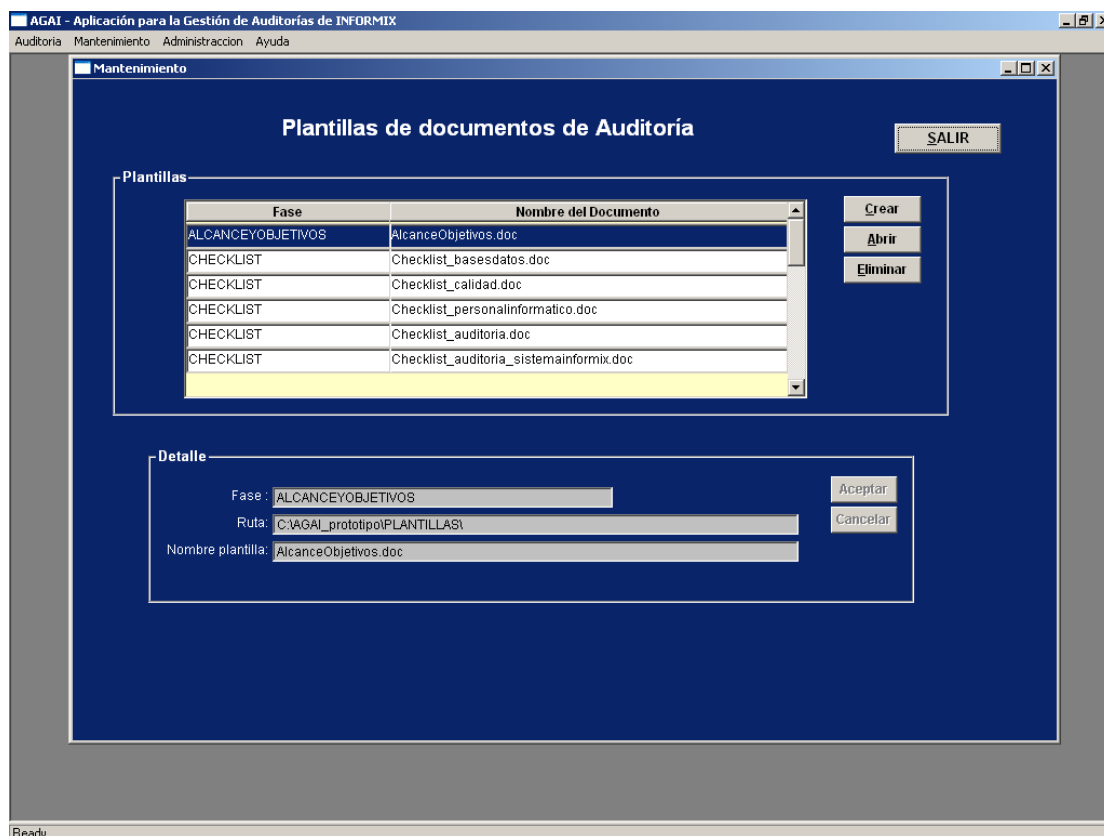 AGAI - Aplicación para la Gestión de Auditorías de INFORMIX
Auditoria Mantenimiento Administraccion Ayuda
Mantenimiento
Plantillas de documentos de Auditoría
SALIR
Plantillas
Fase Nombre del Documento
ALCANCEYOBJETIVOS AlcanceObjetivos.doc
CHECKLIST Checklist_basesdatos.doc
CHECKLIST Checklist_calidad.doc
CHECKLIST Checklist_personalinformatico.doc
CHECKLIST Checklist_auditoria.doc
CHECKLIST Checklist_auditoria_sistemainformix.doc
Crear
Abrir
Eliminar
Detalle
Fase : ALCANCEYOBJETIVOS
Ruta: C:\AGAI_prototipo\PLANTILLAS\
Nombre plantilla: AlcanceObjetivos.doc
Aceptar
Cancelar
Ready